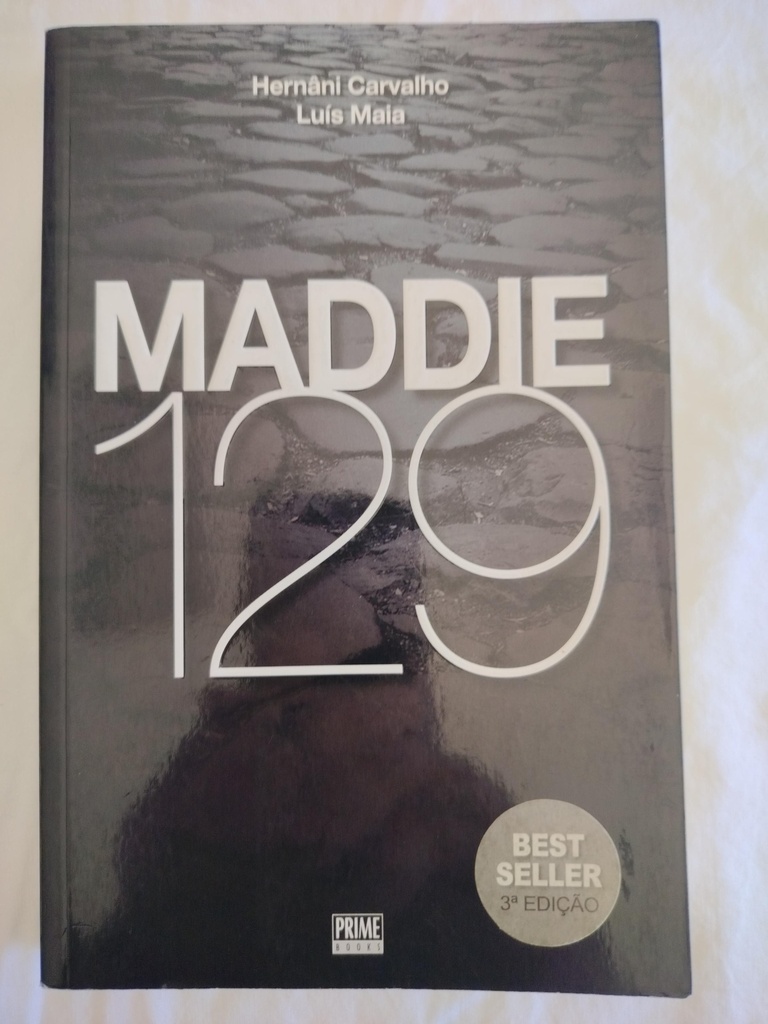 Hernâni Carvalho
Luís Maia
MADDIE
129
BEST
SELLER
3ª EDIÇÃO
PRIME
BOOKS